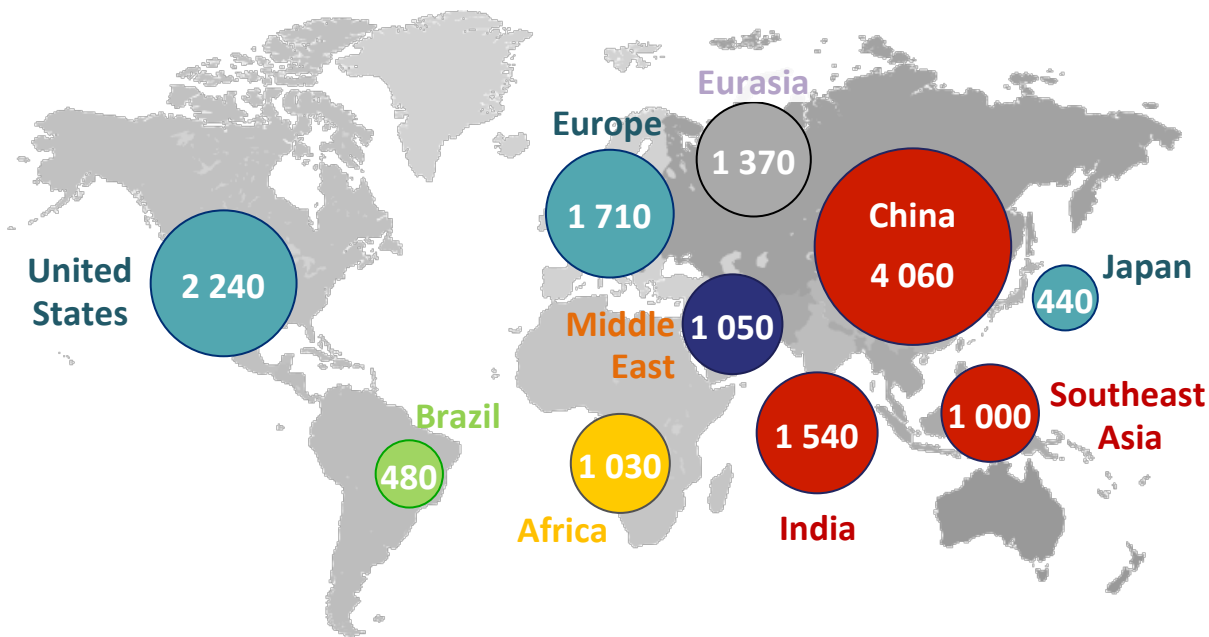 Eurasia
1 370
Europe
1 710
China
4 060
United
States
2 240
Japan
440
Middle
East
1 050
Brazil
480
Africa
1 030
India
1 540
Southeast
Asia
1 000